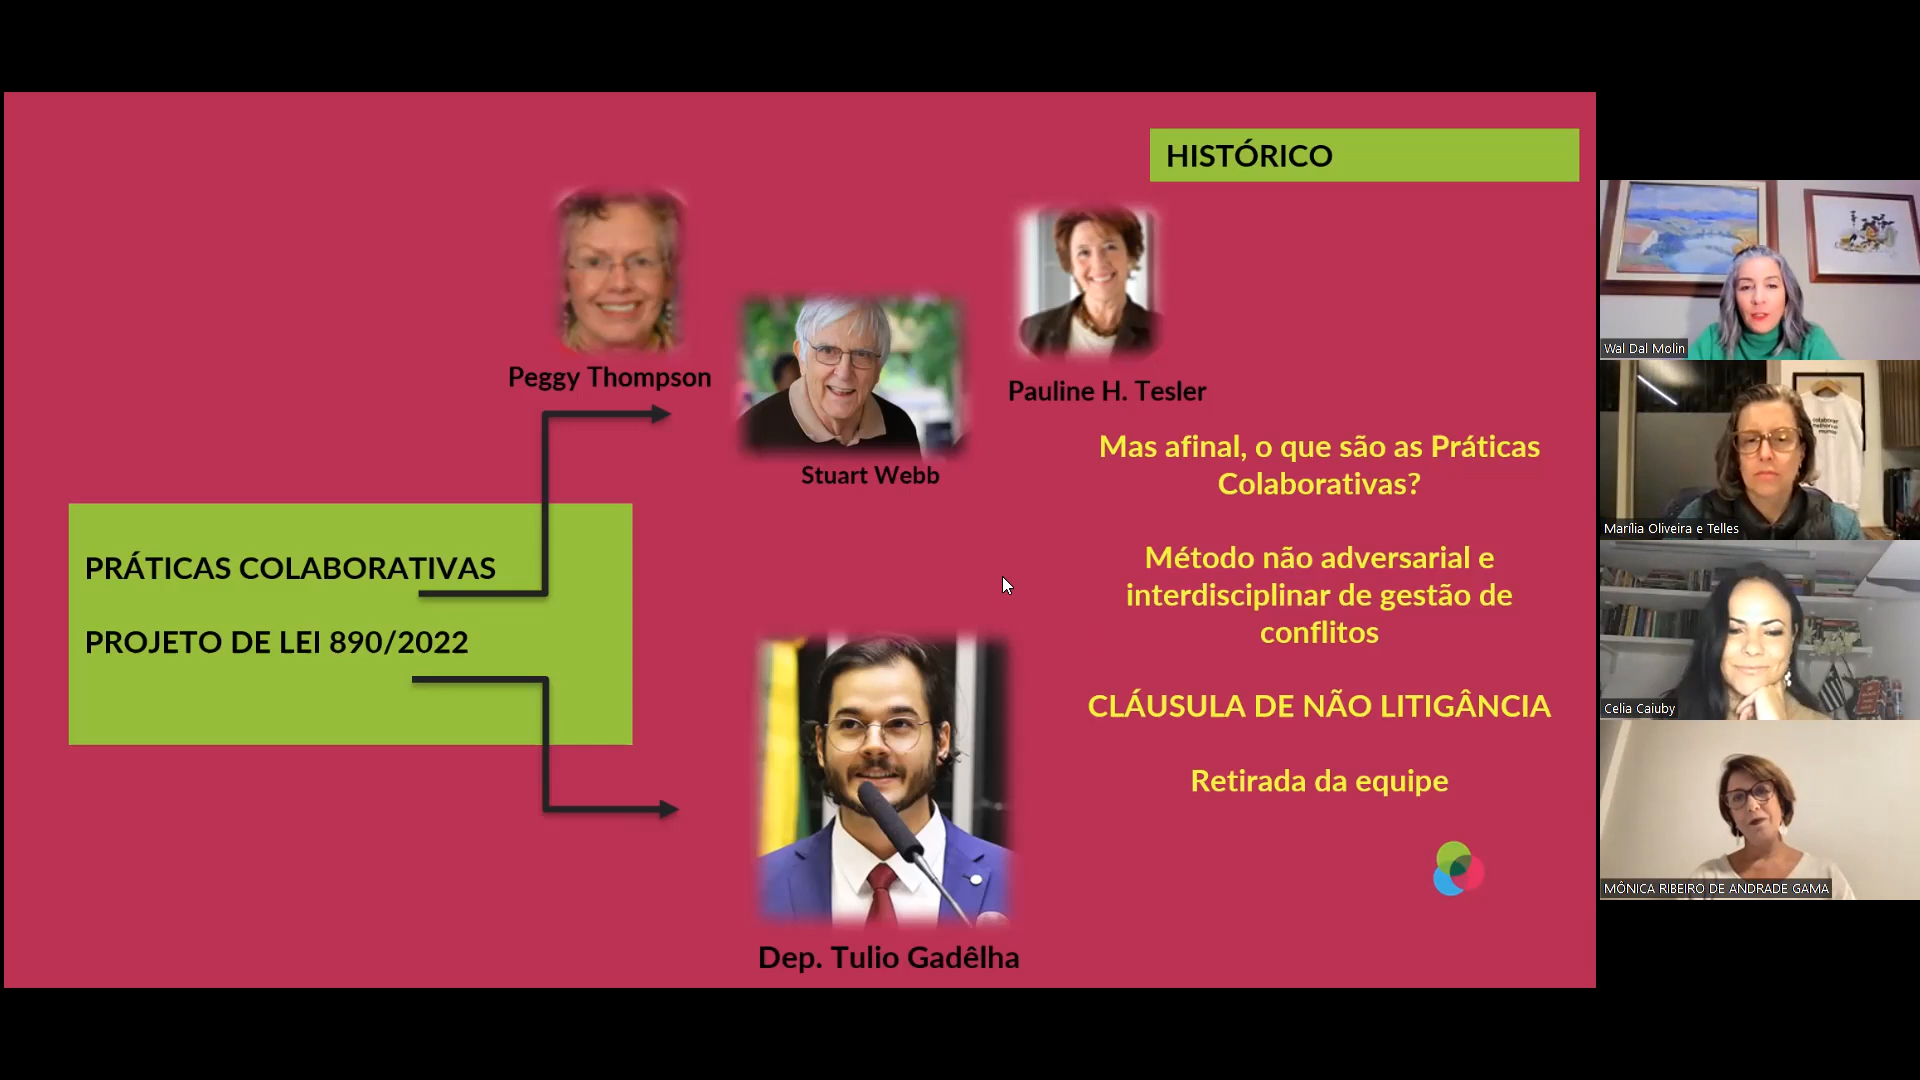 HISTÓRICO
Peggy Thompson
Stuart Webb
Pauline H. Tesler
PRÁTICAS COLABORATIVAS
PROJETO DE LEI 890/2022
Dep. Tulio Gadêlha
Mas afinal, o que são as Práticas
Colaborativas?
Método não adversarial e
interdisciplinar de gestão de
conflitos
CLÁUSULA DE NÃO LITIGÂNCIA
Retirada da equipe
Wal Dal Molin
Marília Oliveira e Telles
Celia Caiuby
MÔNICA RIBEIRO DE ANDRADE GAMA